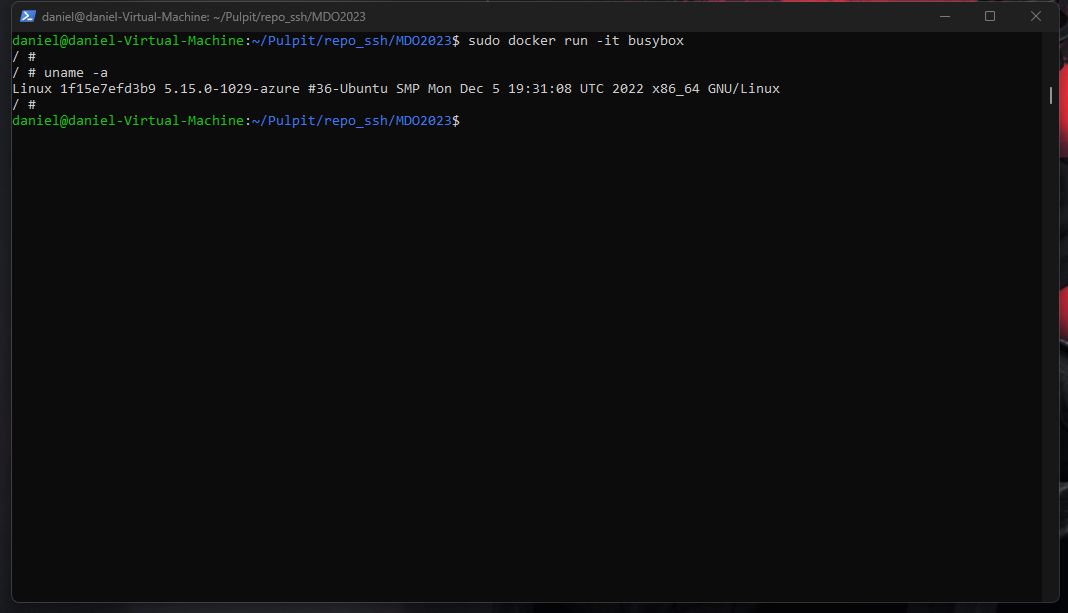 daniel@daniel-Virtual-Machine: ~/Pulpit/repo_ssh/MDO2023
daniel@daniel-Virtual-Machine:~/Pulpit/repo_ssh/MDO2023$ sudo docker run -it busybox
/ #
/ # uname -a
Linux 1f15e7efd3b9 5.15.0-1029-azure #36-Ubuntu SMP Mon Dec 5 19:31:08 UTC 2022 x86_64 GNU/Linux
/ #
daniel@daniel-Virtual-Machine:~/Pulpit/repo_ssh/MDO2023$